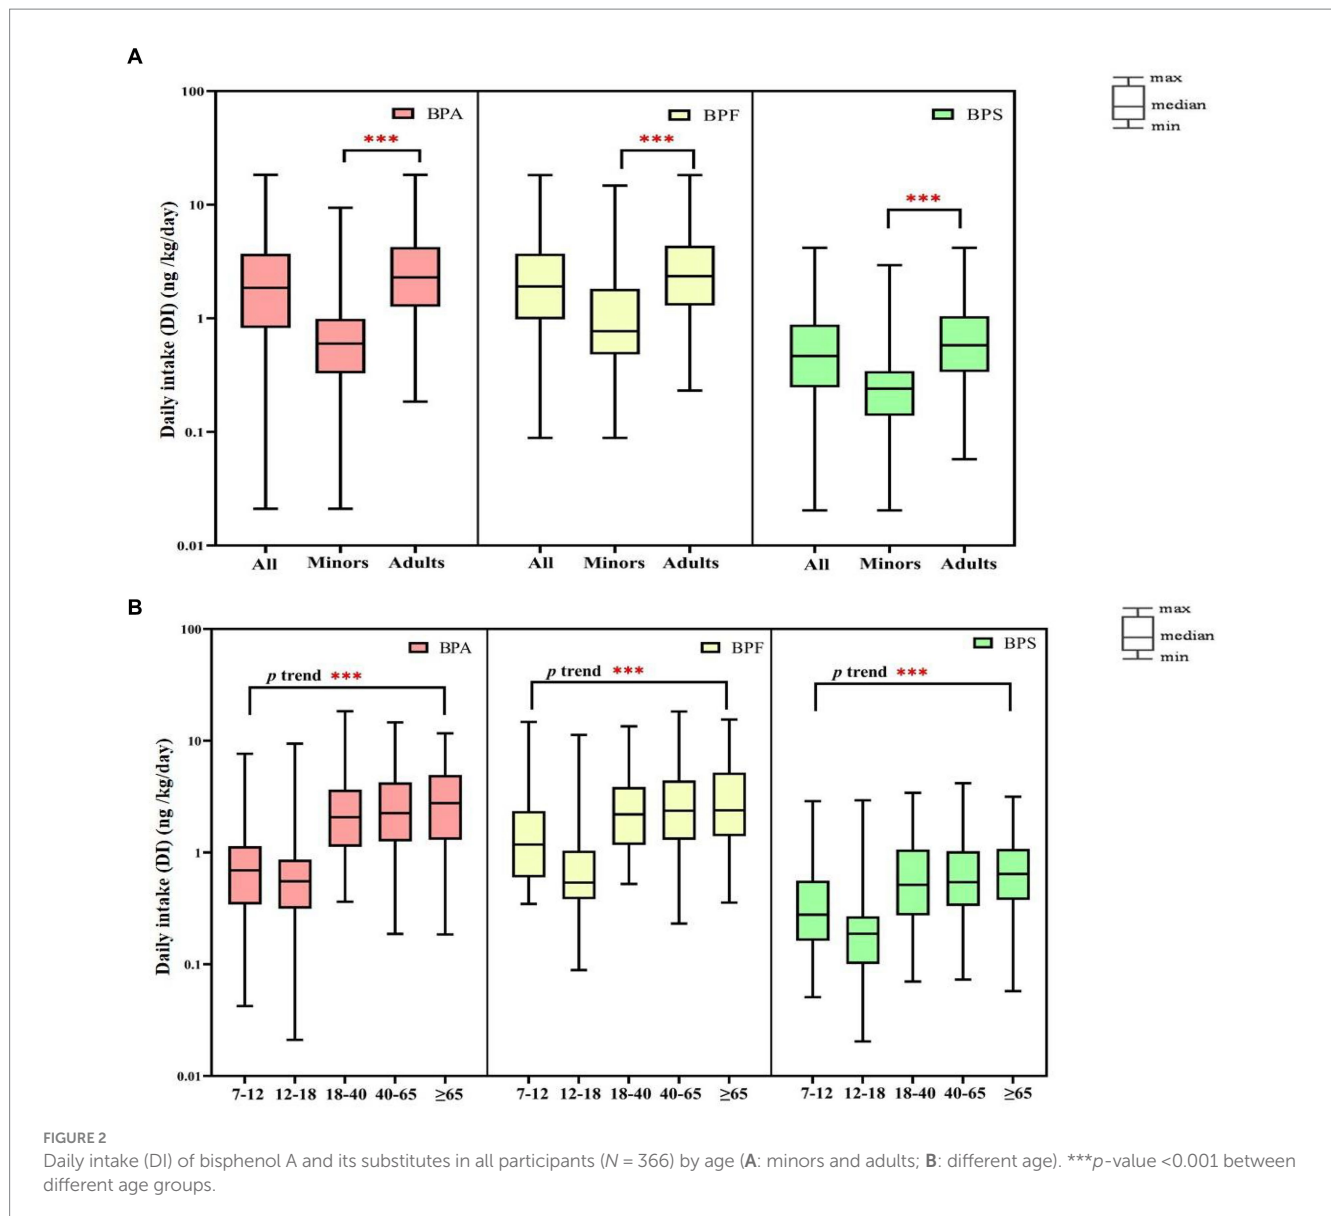 A
max
median
min
Daily intake (DI) (ng /kg/day)
100
10
1
0.1
0.01
BPA
***
All Minors Adults
BPF
***
All Minors Adults
BPS
***
All Minors Adults
B
max
median
min
Daily intake (DI) (ng /kg/day)
100
10
1
0.1
0.01
BPA
p trend ***
7-12 12-18 18-40 40-65 ≥65
BPF
p trend ***
7-12 12-18 18-40 40-65 ≥65
BPS
p trend ***
7-12 12-18 18-40 40-65 ≥65
FIGURE 2
Daily intake (DI) of bisphenol A and its substitutes in all participants (N = 366) by age (A: minors and adults; B: different age). ***p-value <0.001 between
different age groups.